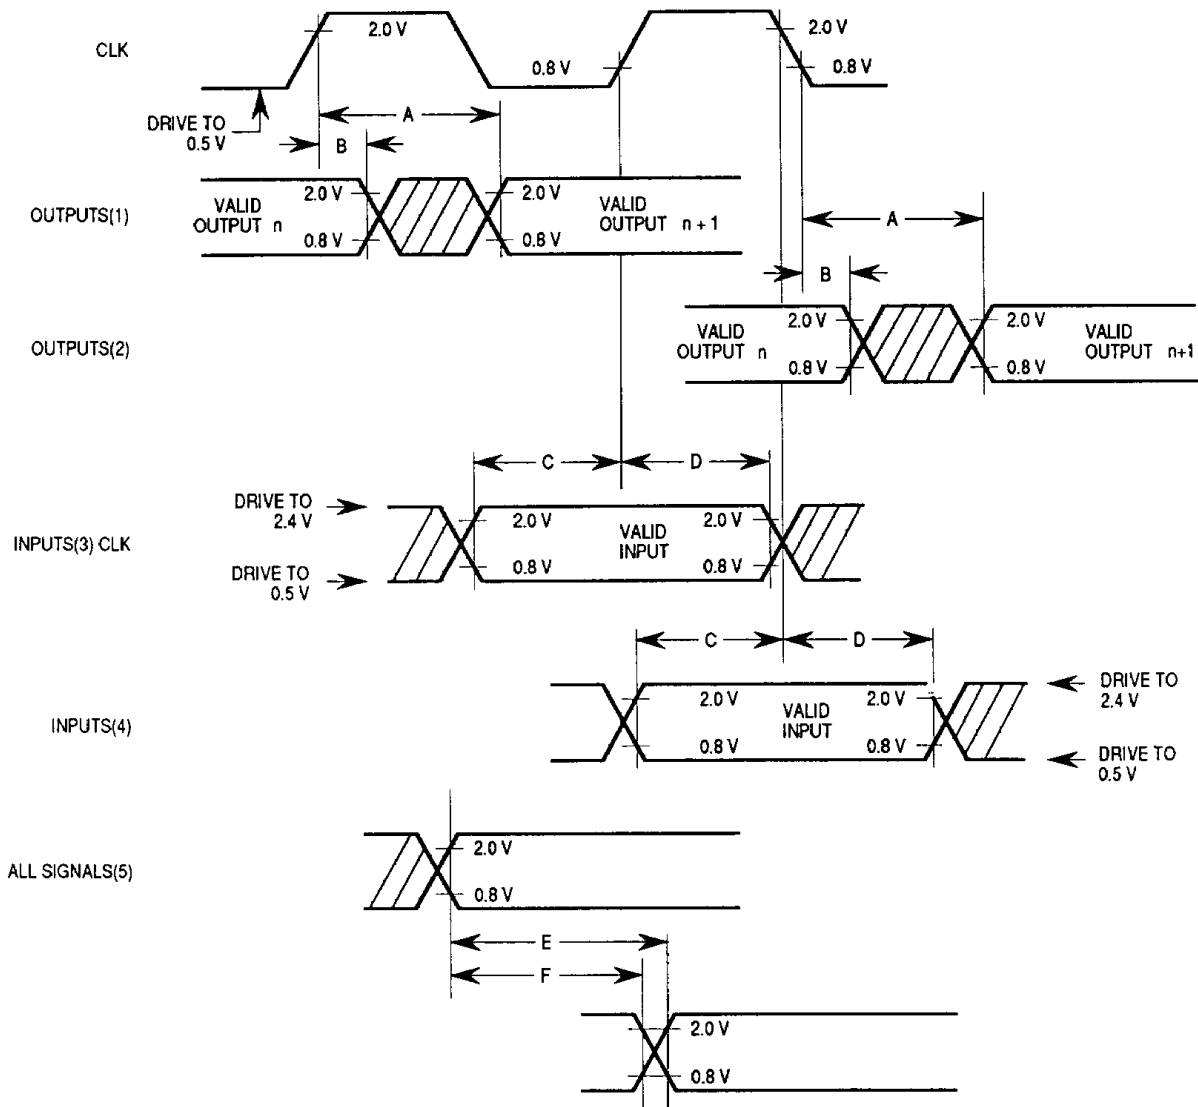 CLK
2.0 V
2.0 V
0.8 V
0.8 V
DRIVE TO
0.5 V
A
B
OUTPUTS(1)
VALID
OUTPUT n
2.0 V
0.8 V
2.0 V
0.8 V
VALID
OUTPUT n + 1
A
B
OUTPUTS(2)
VALID
OUTPUT n
2.0 V
0.8 V
2.0 V
0.8 V
VALID
OUTPUT n+1
C
D
INPUTS(3) CLK
DRIVE TO
2.4 V
DRIVE TO
0.5 V
2.0 V
0.8 V
VALID
INPUT
2.0 V
0.8 V
C
D
INPUTS(4)
2.0 V
0.8 V
VALID
INPUT
2.0 V
0.8 V
DRIVE TO
2.4 V
DRIVE TO
0.5 V
ALL SIGNALS(5)
2.0 V
0.8 V
E
F
2.0 V
0.8 V